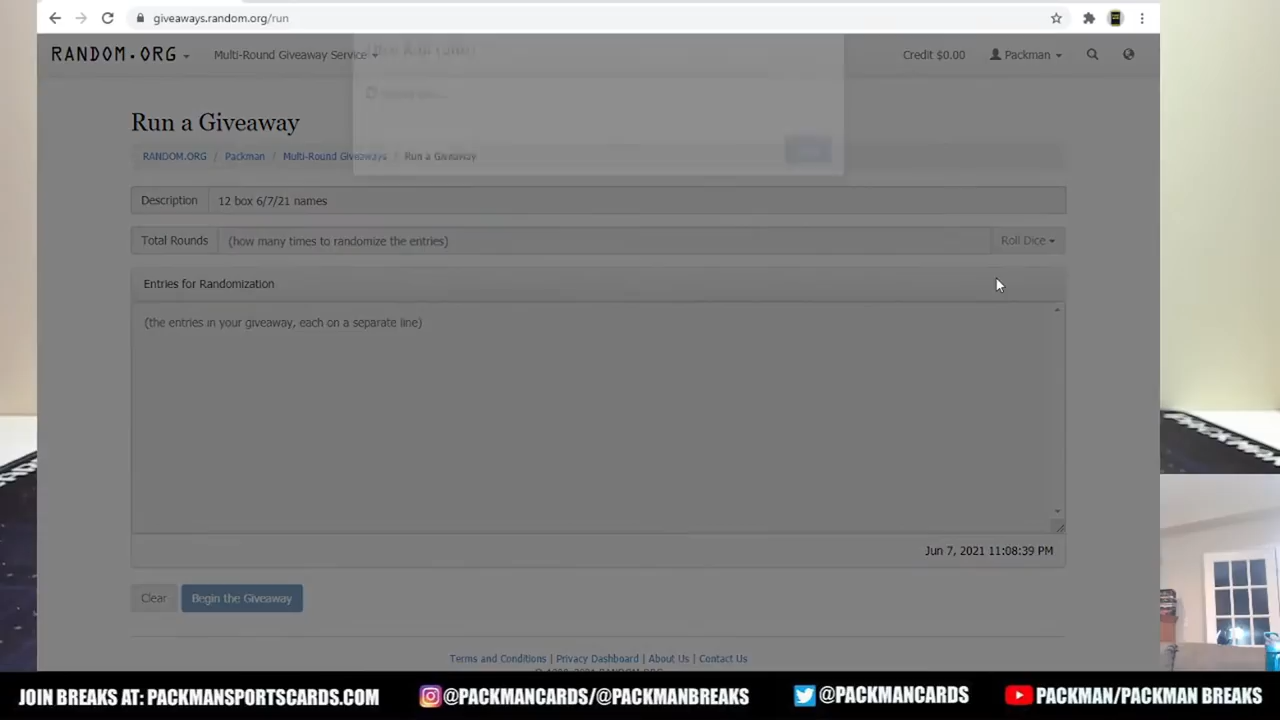 giveaways.random.org/run
RANDOM.ORG Multi-Round Giveaway Service Credit $0.00 Packman
Run a Giveaway
RANDOM.ORG / Packman / Multi-Round Giveaways / Run a Giveaway
Description 12 box 6/7/21 names
Total Rounds (how many times to randomize the entries) Roll Dice
Entries for Randomization
(the entries in your giveaway, each on a separate line)
Jun 7, 2021 11:08:39 PM
Clear Begin the Giveaway
Terms and Conditions | Privacy Dashboard | About Us | Contact Us
JOIN BREAKS AT: PACKMANSPORTSCARDS.COM @PACKMANCARDS/@PACKMANBREAKS @PACKMANCARDS PACKMAN/PACKMAN BREAKS